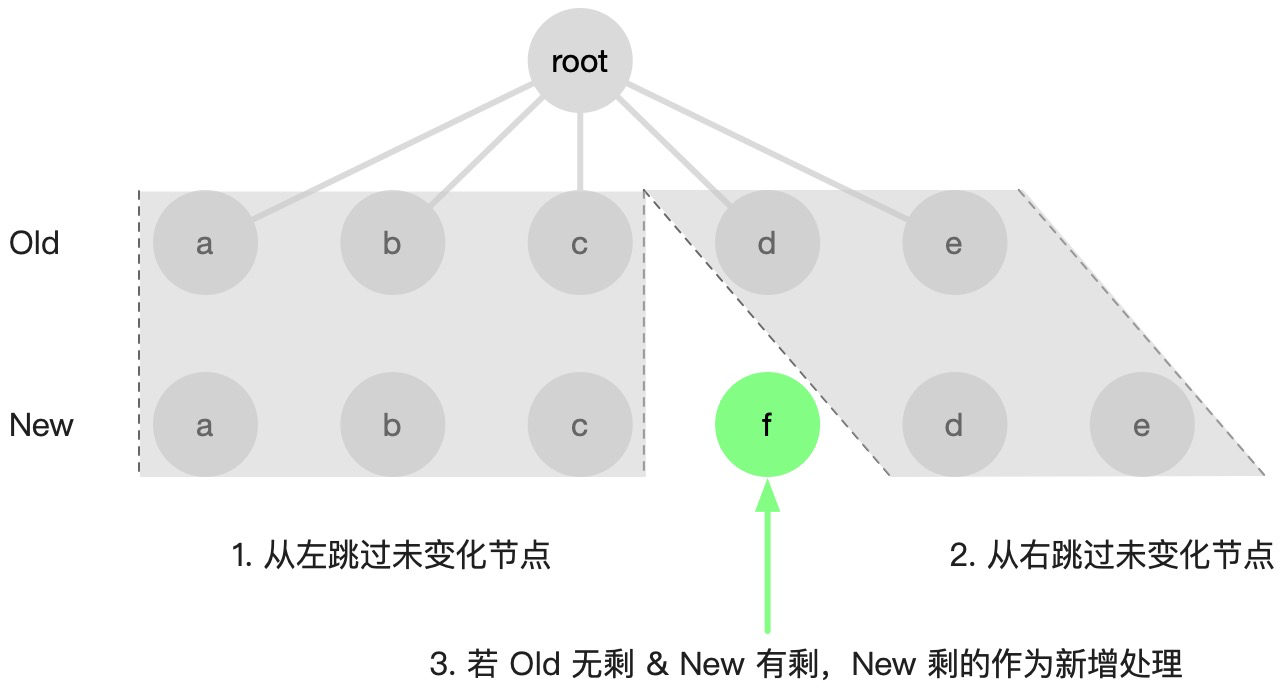 root
Old a b c d e
New a b c f d e
1. 从左跳过未变化节点 2. 从右跳过未变化节点
3. 若 Old 无剩 & New 有剩，New 剩的作为新增处理